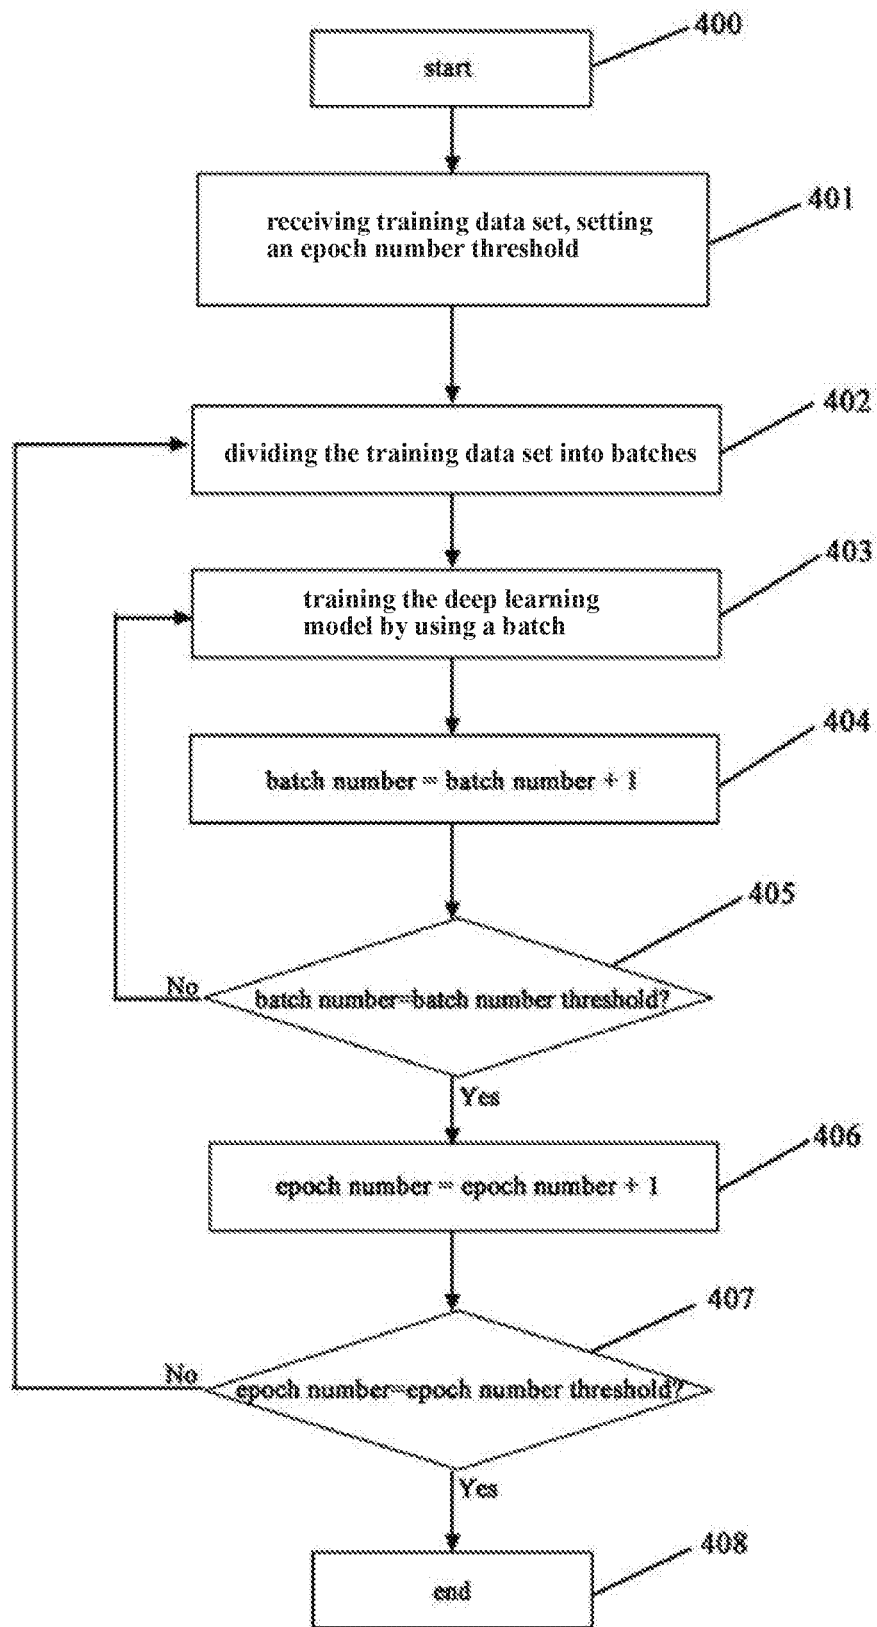 400
start
401
receiving training data set, setting
an epoch number threshold
402
dividing the training data set into batches
403
training the deep learning
model by using a batch
404
batch number = batch number + 1
405
No
batch number=batch number threshold?
Yes
406
epoch number = epoch number + 1
407
No
epoch number=epoch number threshold?
Yes
408
end